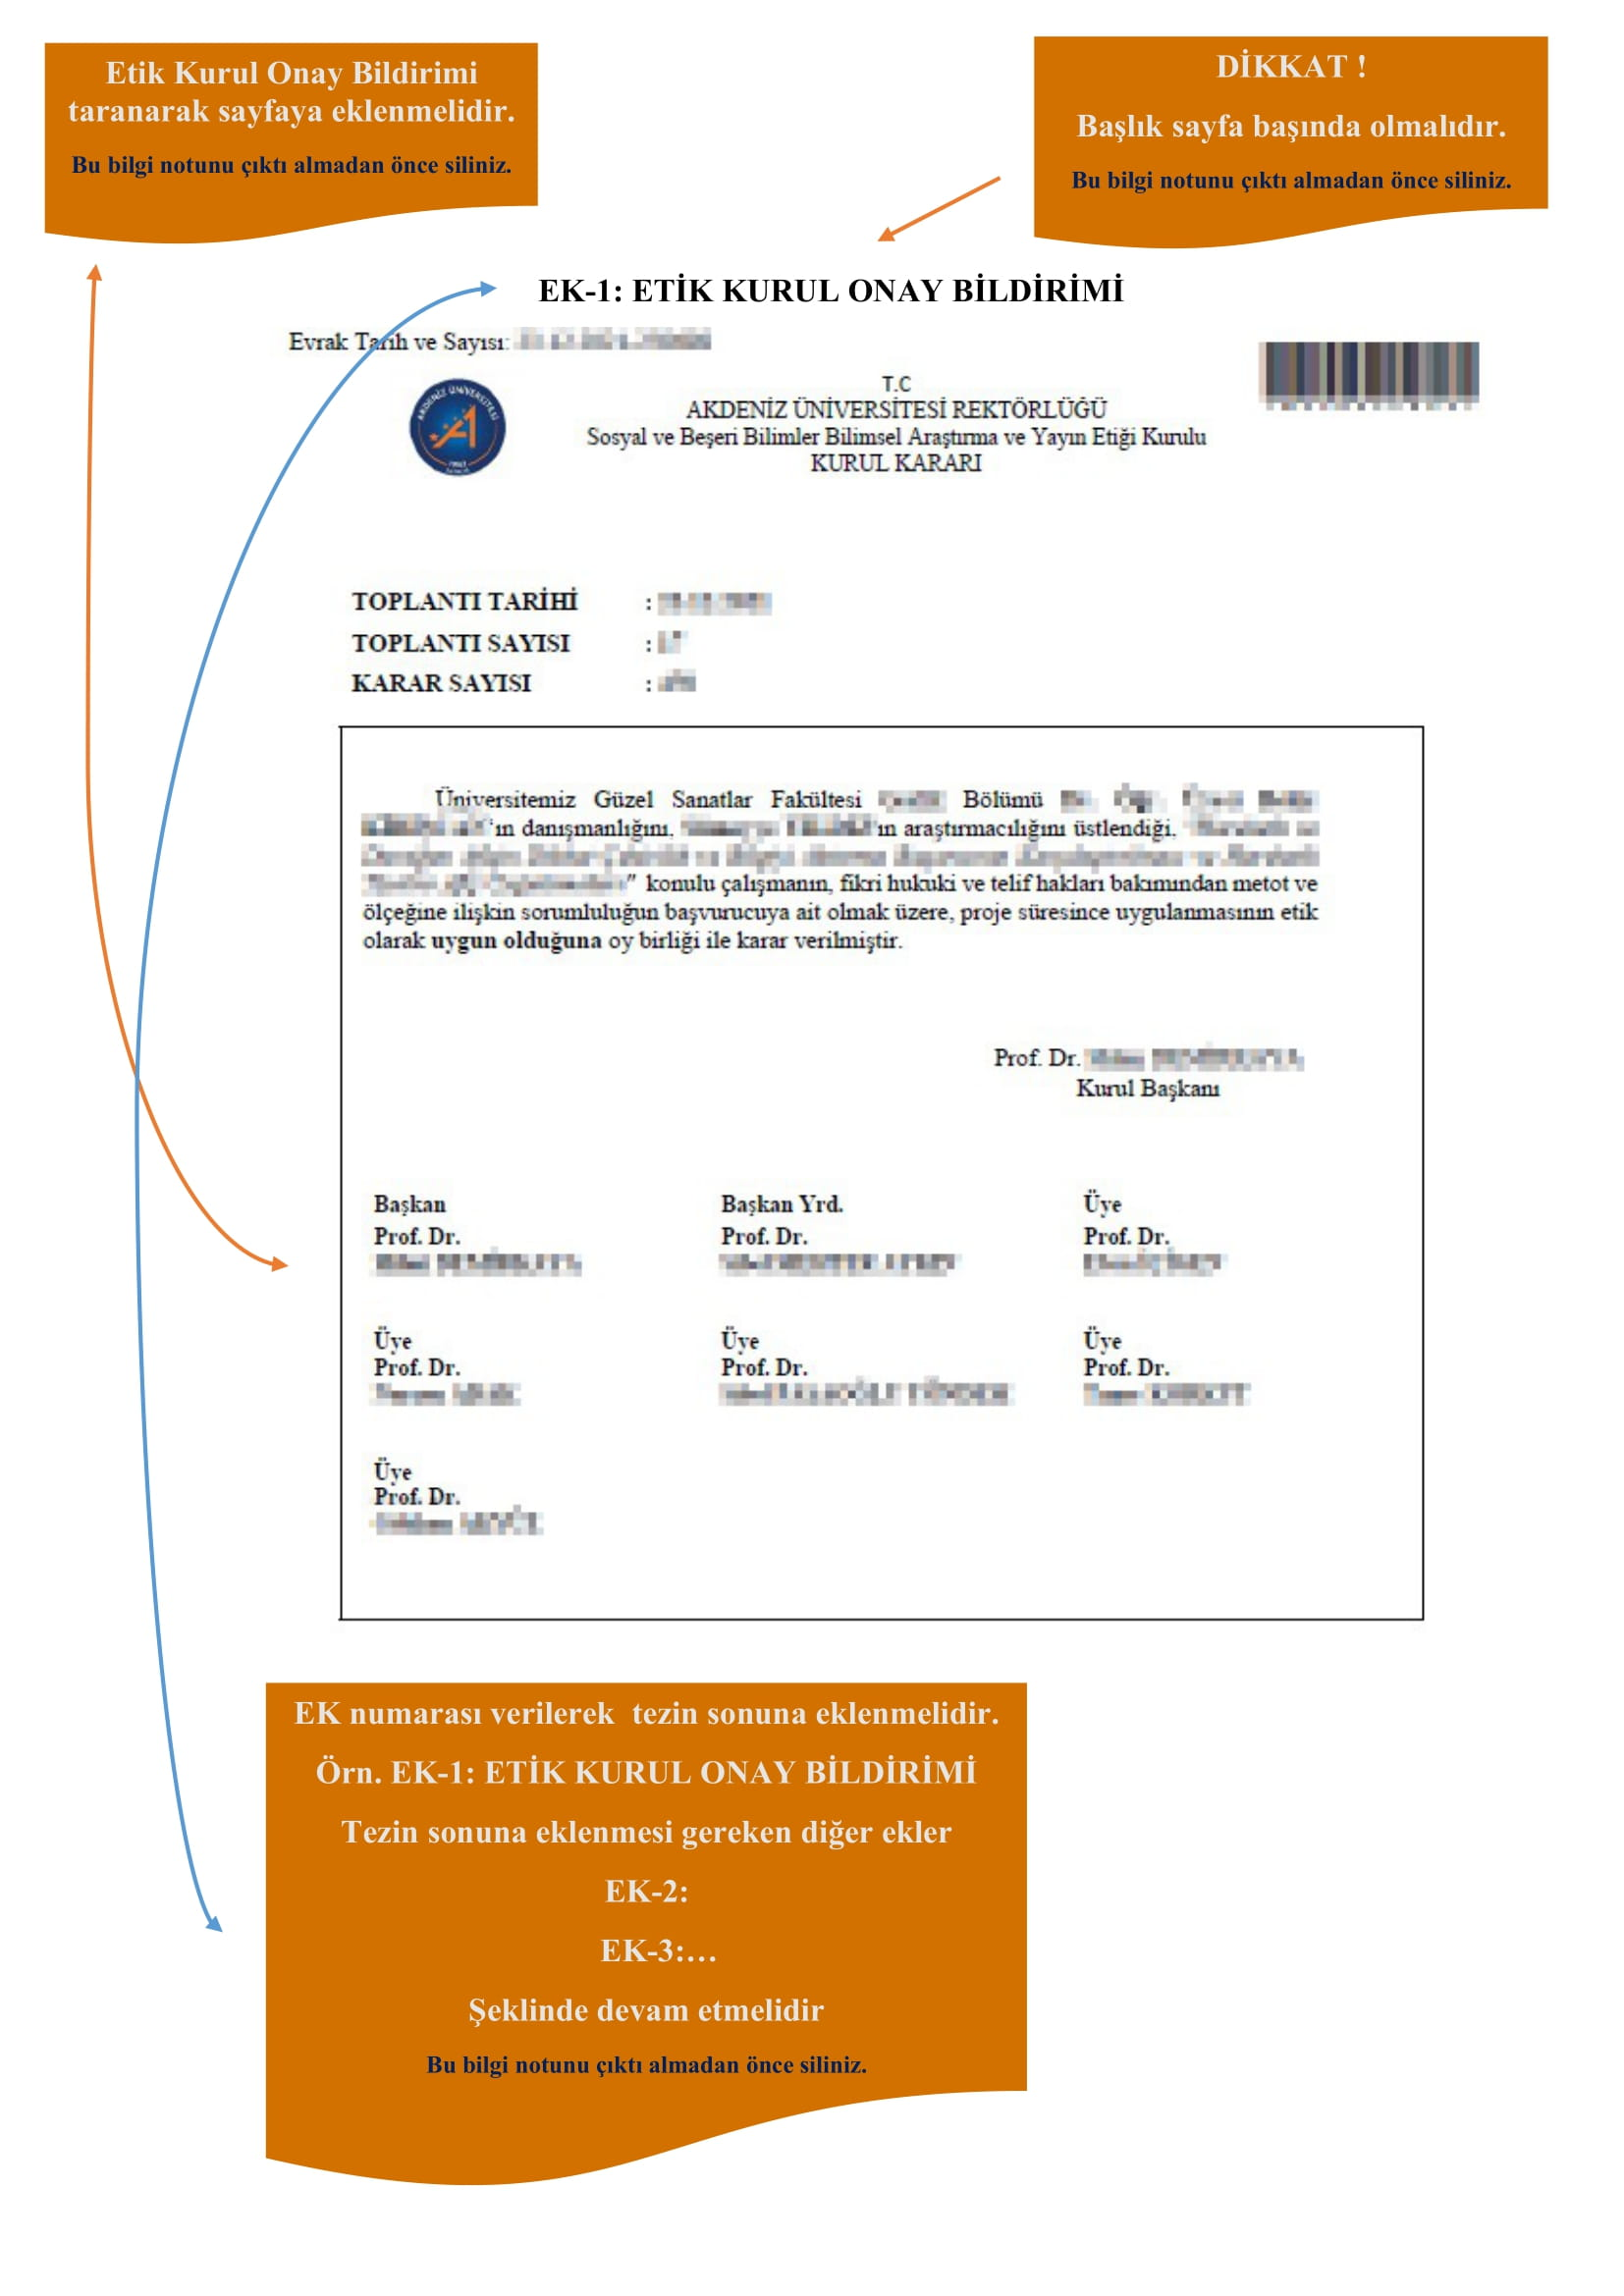 Etik Kurul Onay Bildirimi
taranarak sayfaya eklenmelidir.
Bu bilgi notunu çıktı almadan önce siliniz.
DİKKAT !
Başlık sayfa başında olmalıdır.
Bu bilgi notunu çıktı almadan önce siliniz.
EK-1: ETİK KURUL ONAY BİLDİRİMİ
Evrak Tarih ve Sayısı:
AKDENİZ ÜNİVERSİTESİ
T.C
AKDENİZ ÜNİVERSİTESİ REKTÖRLÜĞÜ
Sosyal ve Beşeri Bilimler Bilimsel Araştırma ve Yayın Etiği Kurulu
KURUL KARARI
TOPLANTI TARİHİ :
TOPLANTI SAYISI :
KARAR SAYISI :
Üniversitemiz Güzel Sanatlar Fakültesi Bölümü
'ın danışmanlığını, 'ın araştırmacılığını üstlendiği,
" konulu çalışmanın, fikri hukuki ve telif hakları bakımından metot ve
ölçeğine ilişkin sorumluluğun başvurucuya ait olmak üzere, proje süresince uygulanmasının etik
olarak uygun olduğuna oy birliği ile karar verilmiştir.
Prof. Dr.
Kurul Başkanı
Başkan Başkan Yrd. Üye
Prof. Dr. Prof. Dr. Prof. Dr.
Üye Üye Üye
Prof. Dr. Prof. Dr. Prof. Dr.
Üye
Prof. Dr.
EK numarası verilerek tezin sonuna eklenmelidir.
Örn. EK-1: ETİK KURUL ONAY BİLDİRİMİ
Tezin sonuna eklenmesi gereken diğer ekler
EK-2:
EK-3:…
Şeklinde devam etmelidir
Bu bilgi notunu çıktı almadan önce siliniz.